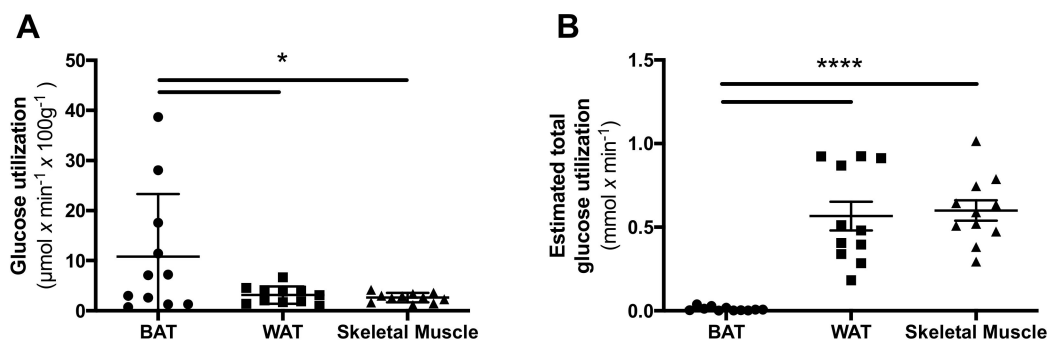 A
Glucose utilization
(μmol x min⁻¹ x 100g⁻¹ )
50
40
30
20
10
0
*
BAT
WAT
Skeletal Muscle
B
Estimated total
glucose utilization
(mmol x min⁻¹)
1.5
1.0
0.5
0.0
****
BAT
WAT
Skeletal Muscle